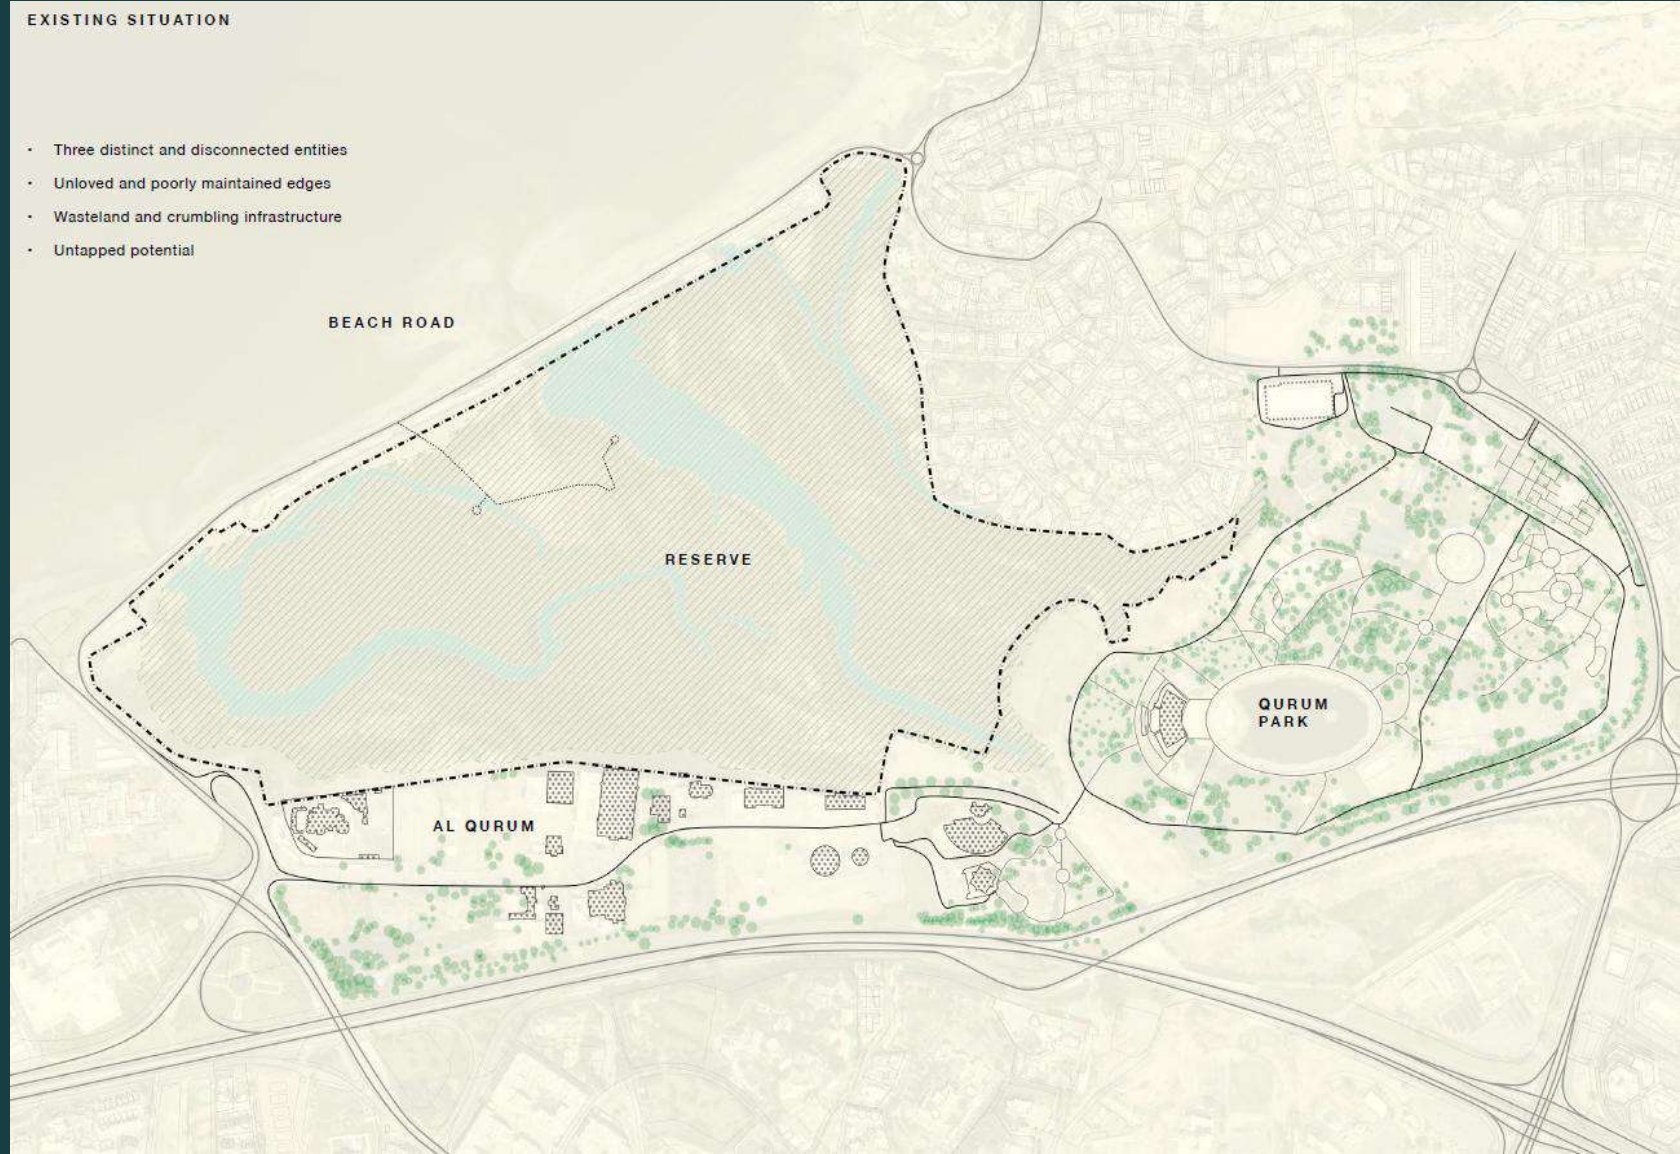 EXISTING SITUATION
· Three distinct and disconnected entities
· Unloved and poorly maintained edges
· Wasteland and crumbling infrastructure
· Untapped potential
BEACH ROAD
RESERVE
QURUM
PARK
AL QURUM